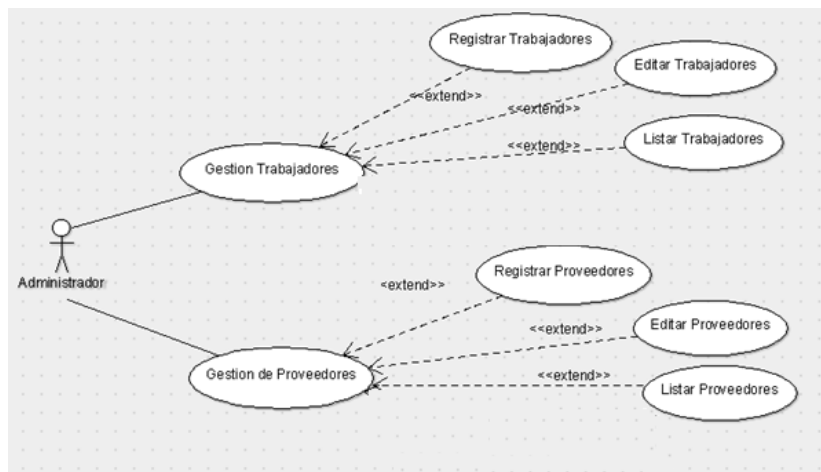 Registrar Trabajadores
Editar Trabajadores
<<extend>>
<<extend>>
Listar Trabajadores
<<extend>>
Gestion Trabajadores
Administrador
Registrar Proveedores
<extend>>
Editar Proveedores
<<extend>>
Gestion de Proveedores
<<extend>>
Listar Proveedores